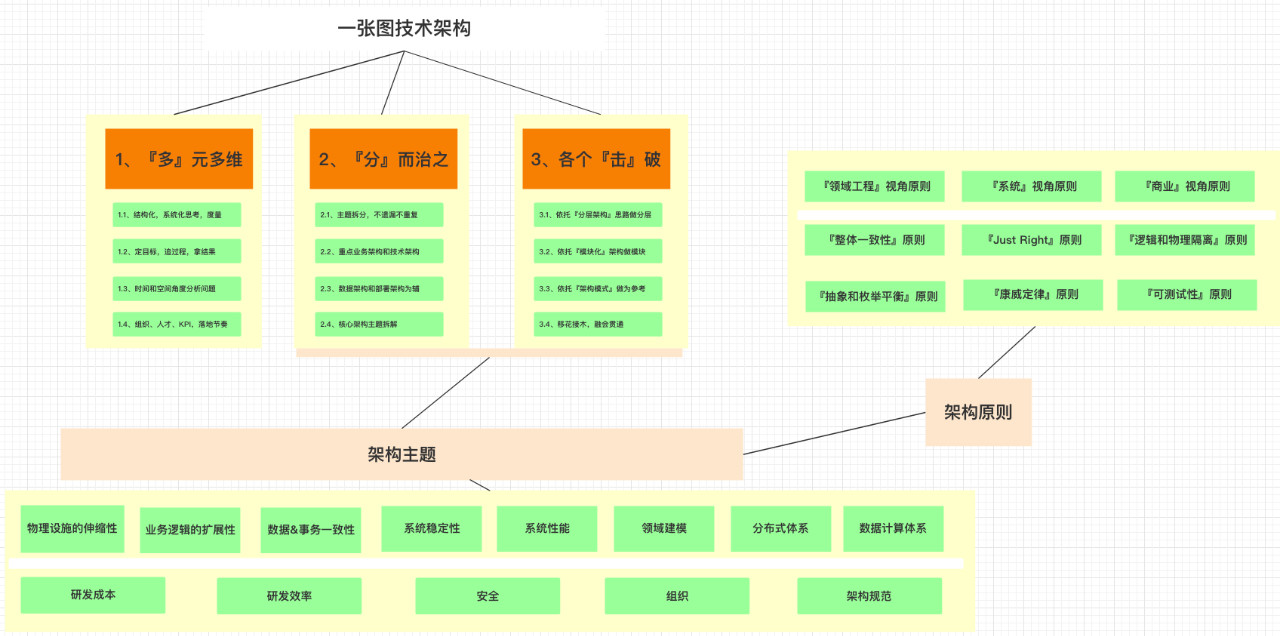 一张图技术架构
1、『多』元多维
1.1、结构化，系统化思考，度量
1.2、定目标，追过程，拿结果
1.3、时间和空间角度分析问题
1.4、组织、人才、KPI、落地节奏
2、『分』而治之
2.1、主题拆分，不遗漏不重复
2.2、重点业务架构和技术架构
2.3、数据架构和部署架构为辅
2.4、核心架构主题拆解
3、各个『击』破
3.1、依托『分层架构』思路做分层
3.2、依托『模块化』架构做模块
3.3、依托『架构模式』做为参考
3.4、移花接木，融会贯通
『领域工程』视角原则
『系统』视角原则
『商业』视角原则
『整体一致性』原则
『Just Right』原则
『逻辑和物理隔离』原则
『抽象和枚举平衡』原则
『康威定律』原则
『可测试性』原则
架构原则
架构主题
物理设施的伸缩性
业务逻辑的扩展性
数据&事务一致性
系统稳定性
系统性能
领域建模
分布式体系
数据计算体系
研发成本
研发效率
安全
组织
架构规范